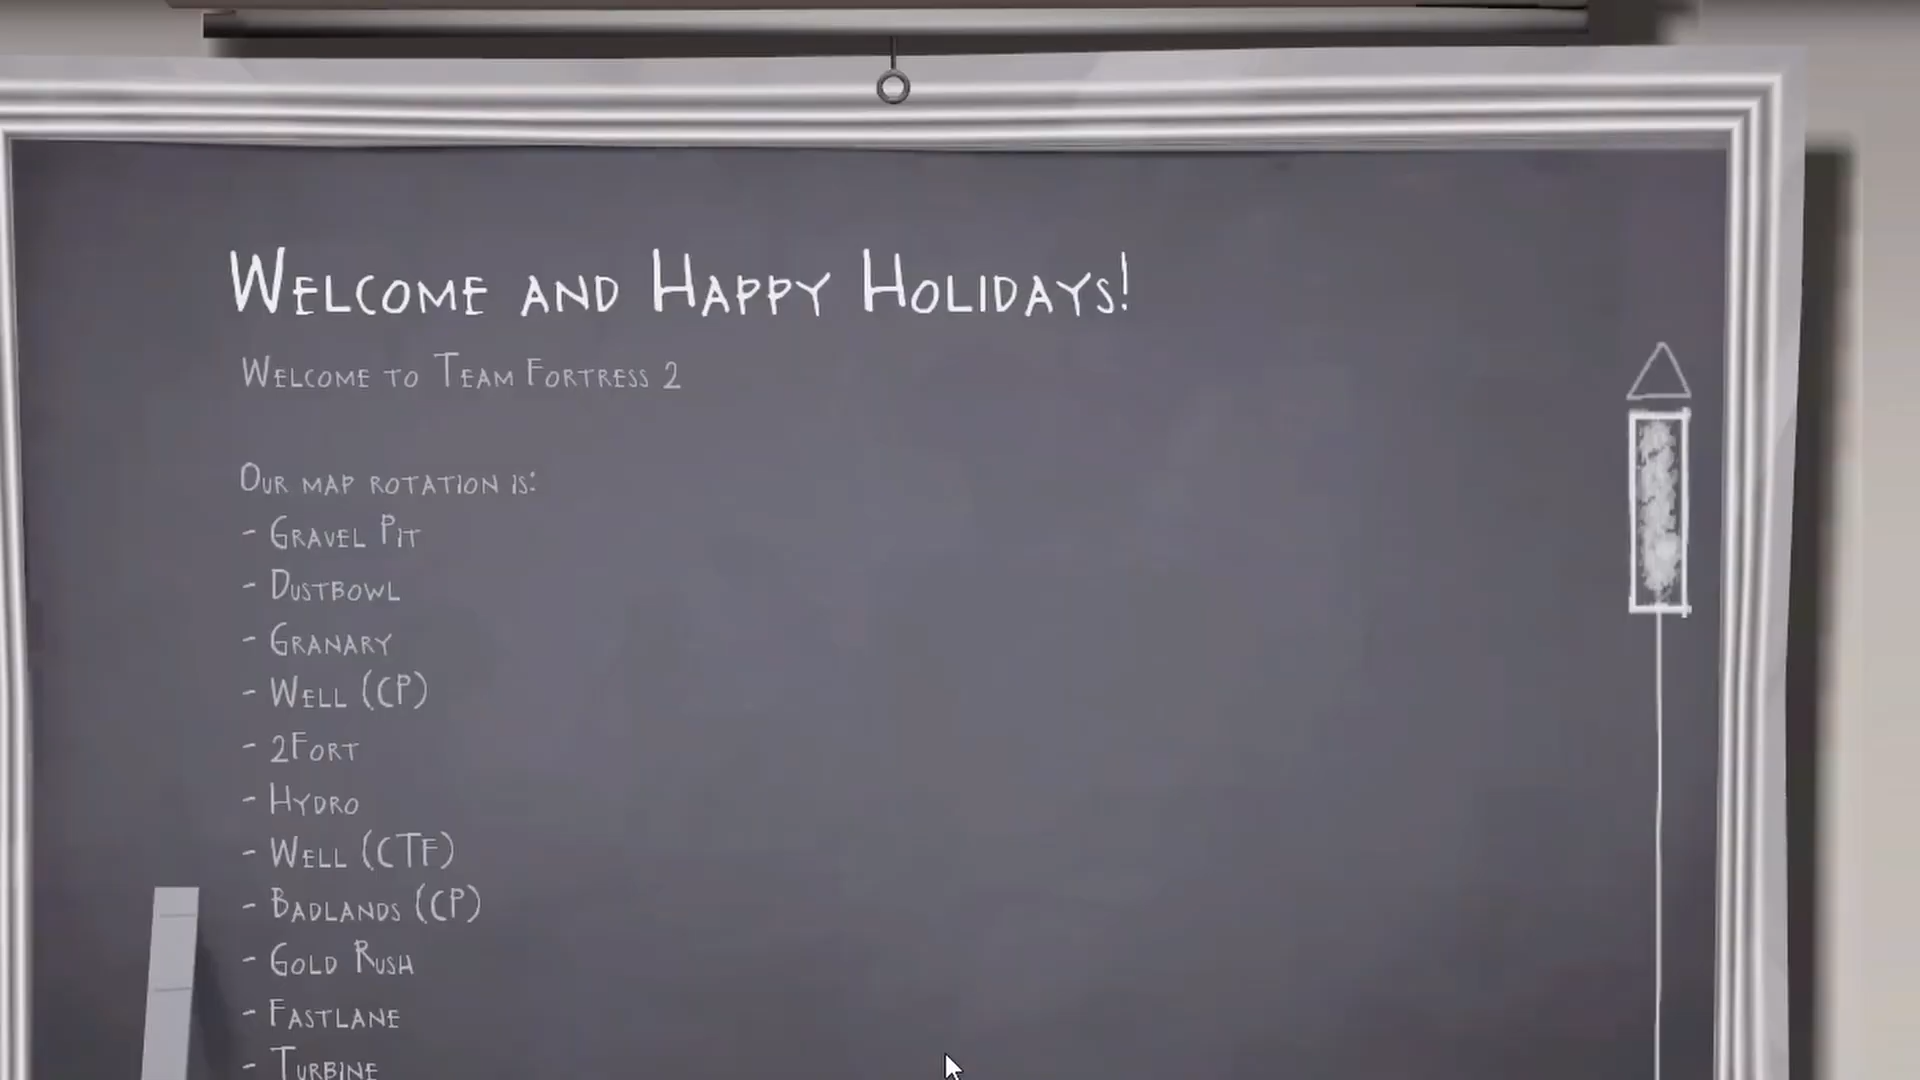 Welcome and Happy Holidays!
Welcome to Team Fortress 2
Our map rotation is:
- Gravel Pit
- Dustbowl
- Granary
- Well (CP)
- 2Fort
- Hydro
- Well (CTF)
- Badlands (CP)
- Gold Rush
- Fastlane
- Turbine